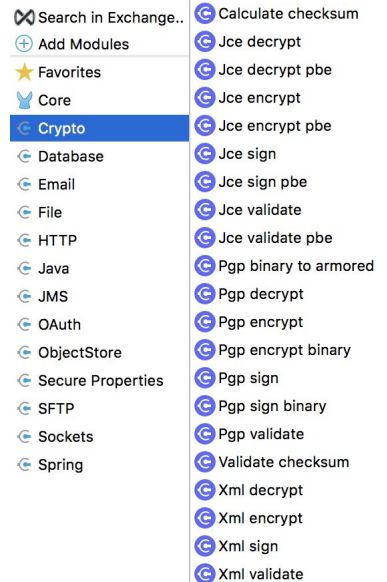 Search in Exchange..
Add Modules
Favorites
Core
Crypto
Database
Email
File
HTTP
Java
JMS
OAuth
ObjectStore
Secure Properties
SFTP
Sockets
Spring
Calculate checksum
Jce decrypt
Jce decrypt pbe
Jce encrypt
Jce encrypt pbe
Jce sign
Jce sign pbe
Jce validate
Jce validate pbe
Pgp binary to armored
Pgp decrypt
Pgp encrypt
Pgp encrypt binary
Pgp sign
Pgp sign binary
Pgp validate
Validate checksum
Xml decrypt
Xml encrypt
Xml sign
Xml validate